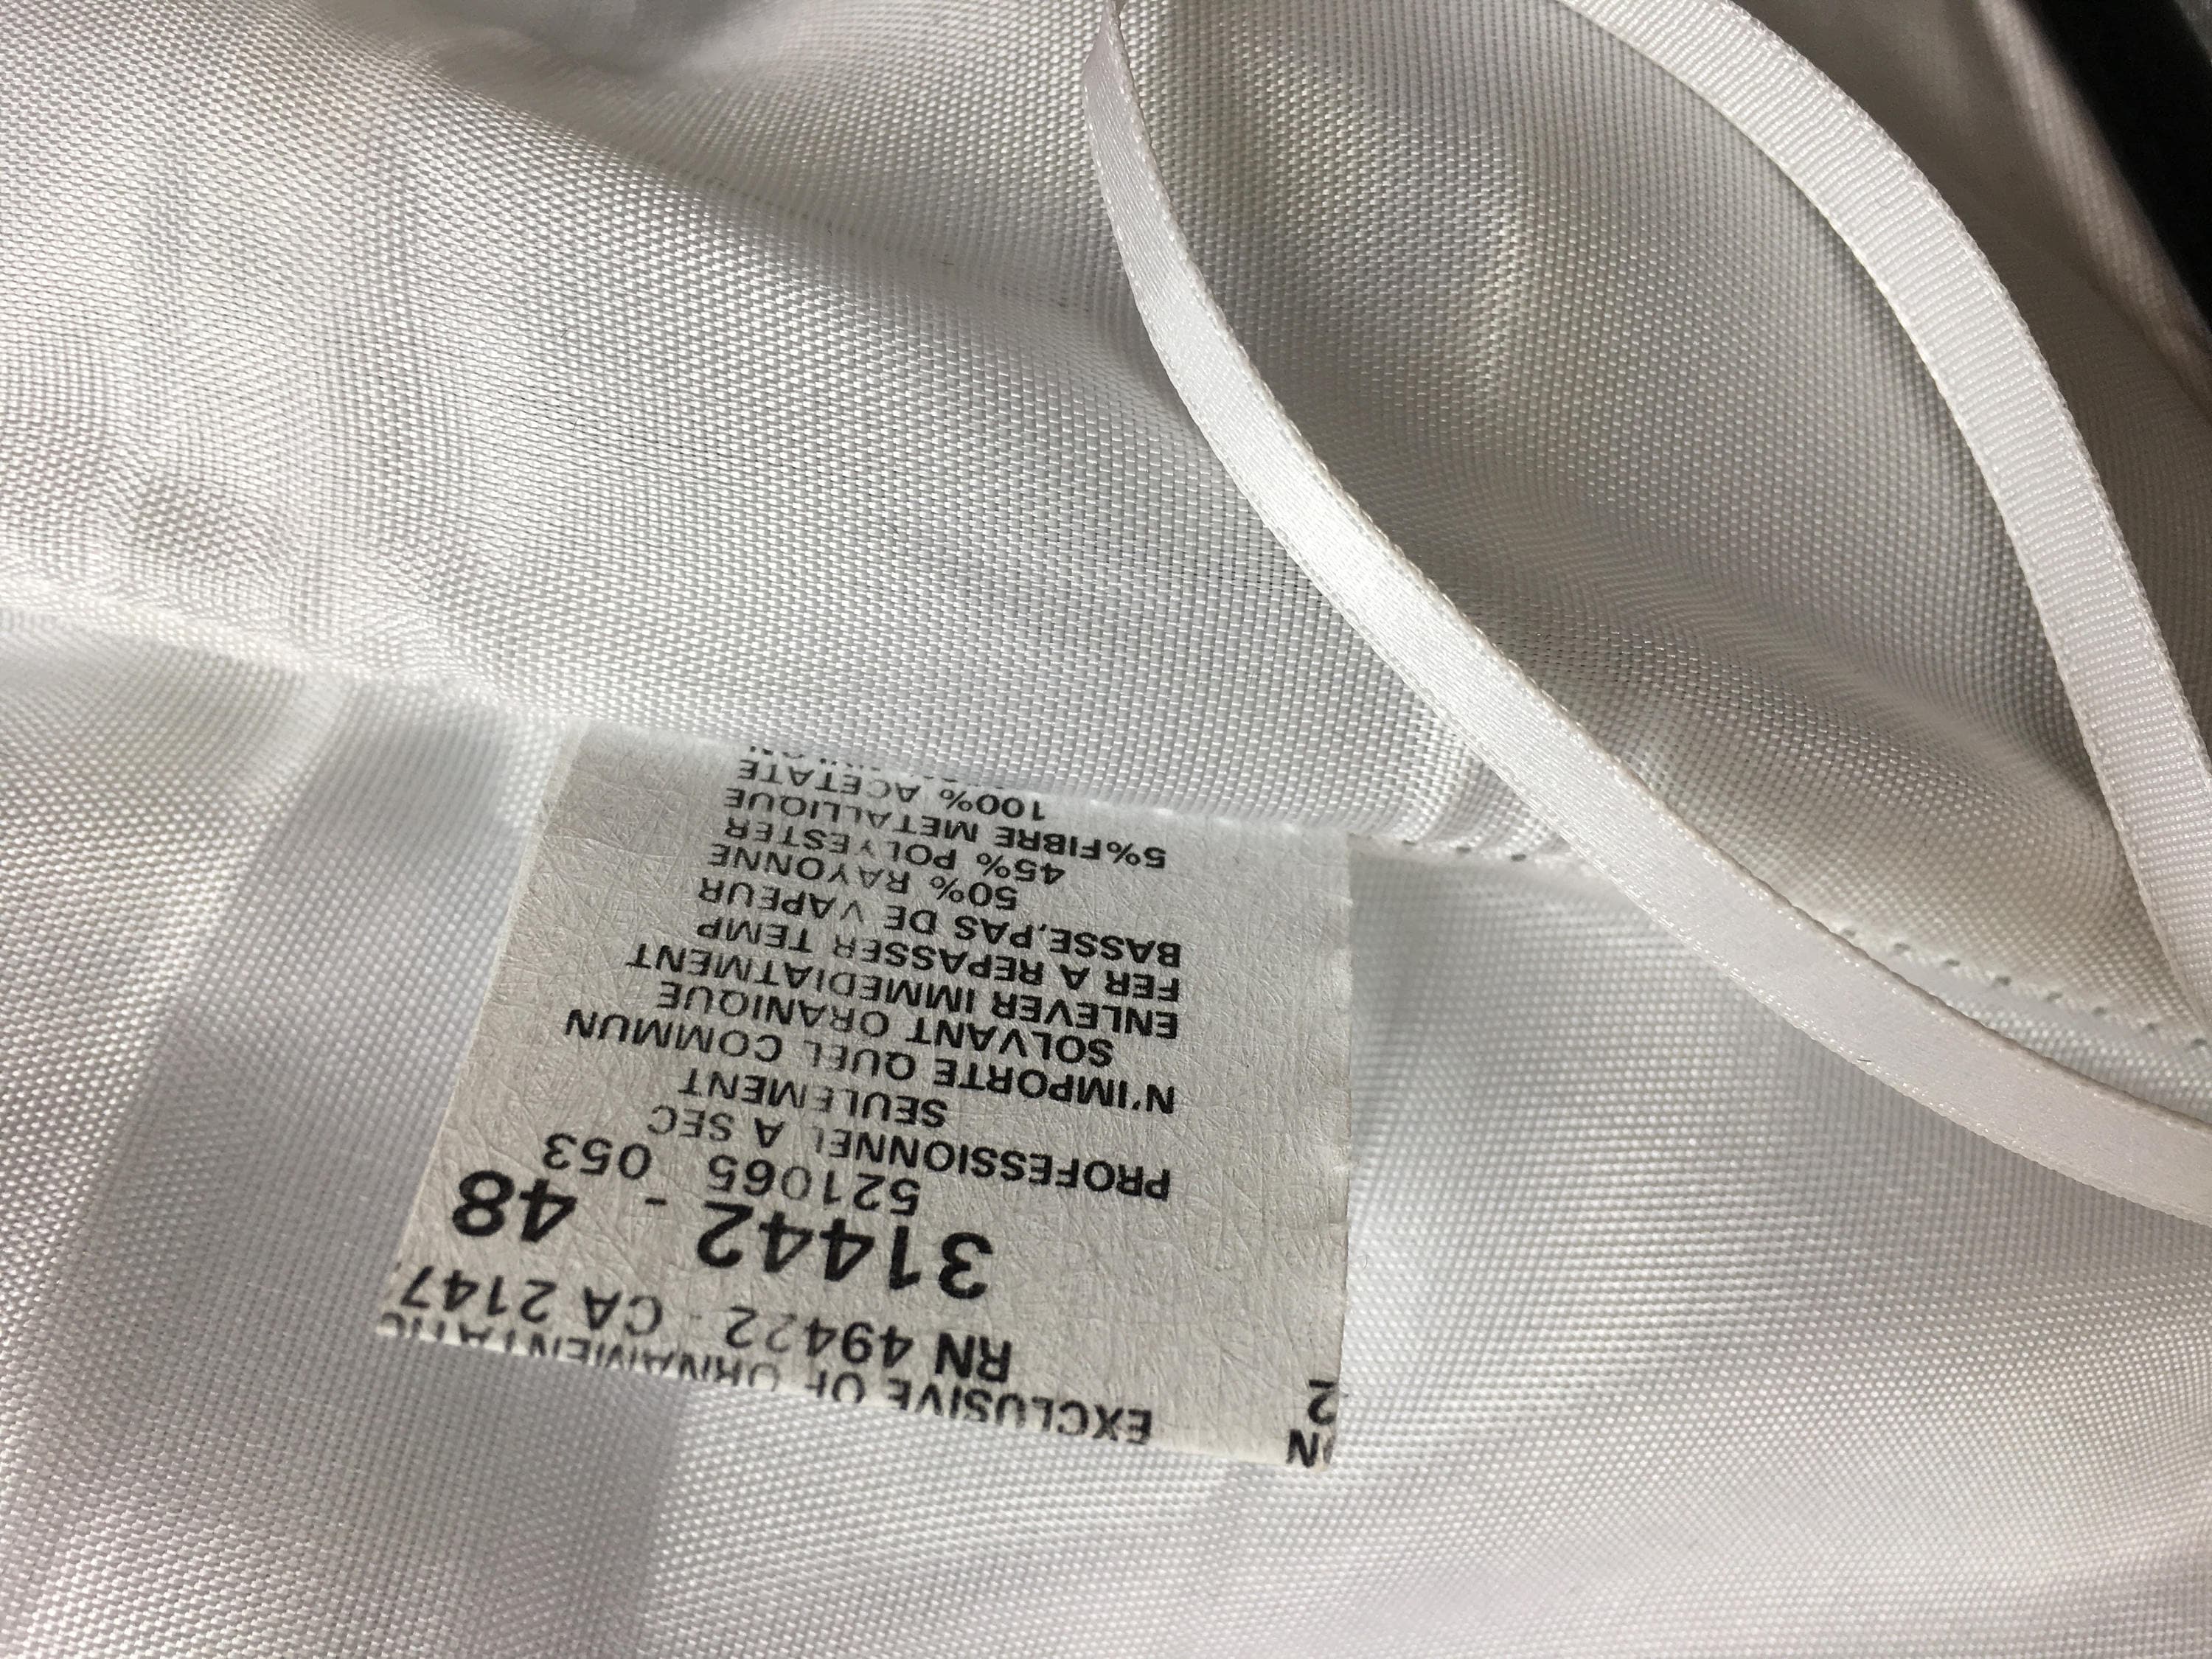 EXCLUSIVE OF ORNAMENTATIO
RN 49422 - CA 2147
31442 - 48
521065 053
PROFESSIONNEL A SEC
SEULEMENT
N'IMPORTE QUEL COMMUN
SOLVANT ORANIQUE
ENLEVER IMMEDIATMENT
FER A REPASSER TEMP
BASSE,PAS DE VAPEUR
50% RAYONNE
45% POLYESTER
5%FIBRE METALLIQUE
100% ACETATE
2